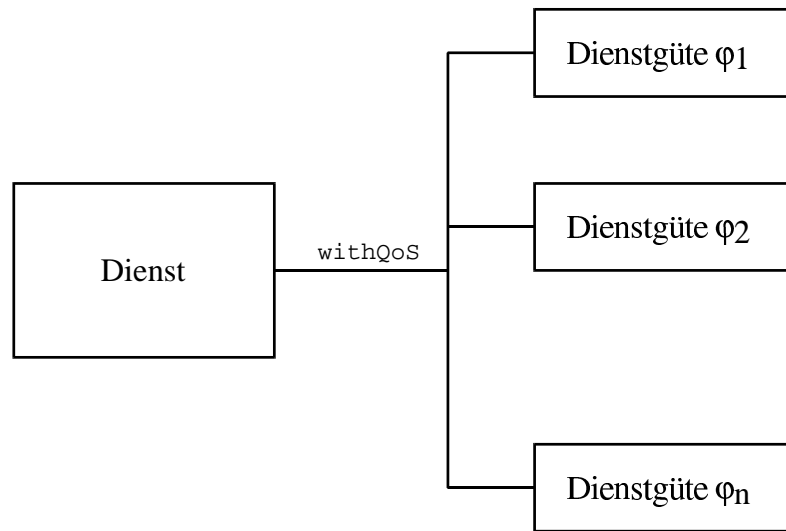 Dienstgüte φ1
Dienstgüte φ2
withQoS
Dienst
Dienstgüte φn